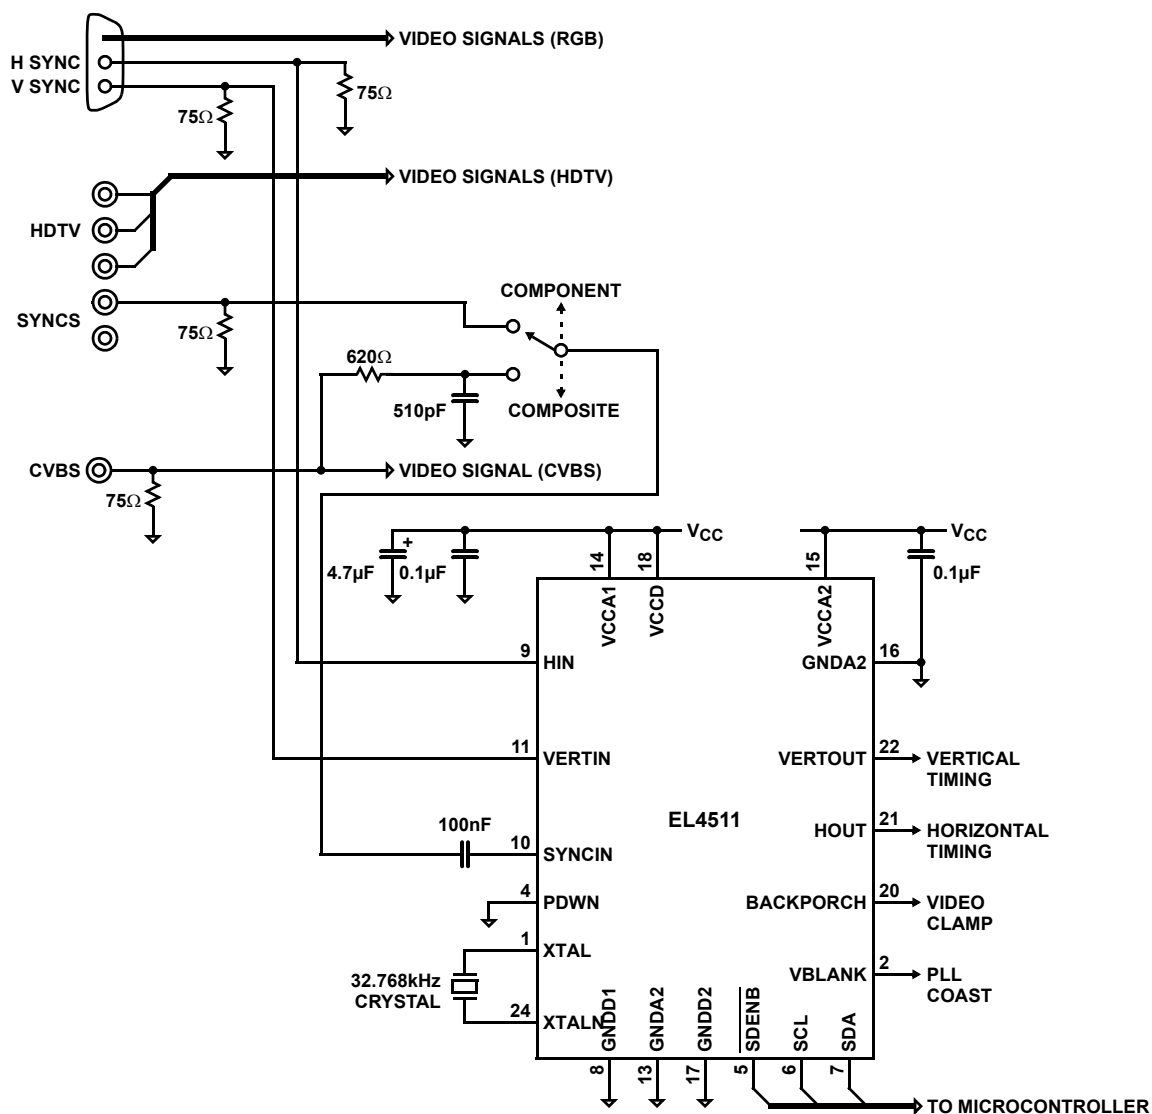 VIDEO SIGNALS (RGB)
H SYNC
V SYNC
75Ω
75Ω
VIDEO SIGNALS (HDTV)
HDTV
COMPONENT
SYNCS
75Ω
620Ω
510pF
COMPOSITE
CVBS
VIDEO SIGNAL (CVBS)
75Ω
+
4.7µF
0.1µF
14
18
VCC
15
VCC
0.1µF
VCCA1
VCCD
VCCA2
9
HIN
GNDA2
16
11
VERTIN
VERTOUT
22
VERTICAL
TIMING
EL4511
HOUT
21
HORIZONTAL
TIMING
100nF
10
SYNCIN
4
PDWN
BACKPORCH
20
VIDEO
CLAMP
1
XTAL
32.768kHz
CRYSTAL
VBLANK
2
PLL
COAST
24
XTALN
GNDD1
GNDA2
GNDD2
SDENB
SCL
SDA
8
13
17
5
6
7
TO MICROCONTROLLER